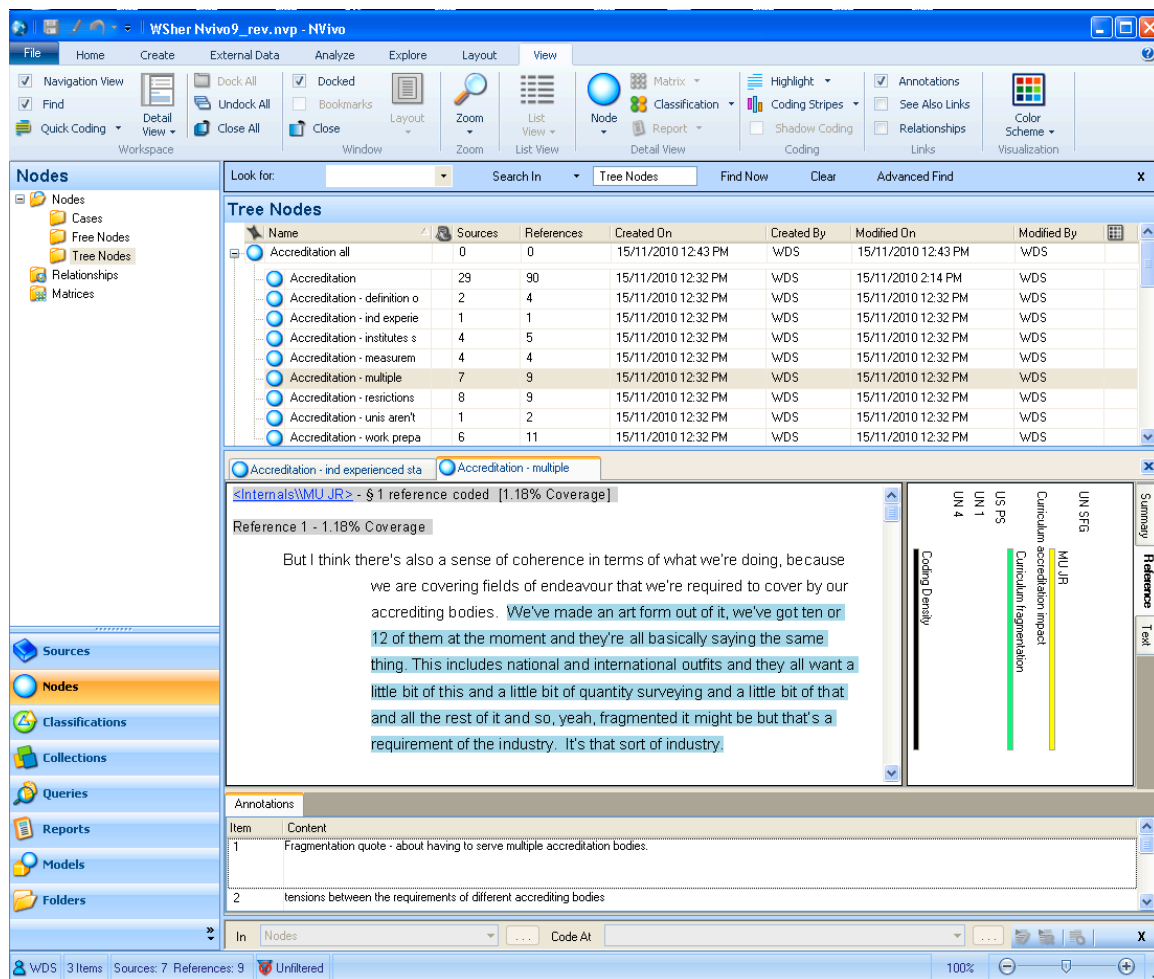 WSher Nvivo9_rev.nvp - NVivo
File Home Create External Data Analyze Explore Layout View
Navigation View Dock All Docked Matrix Highlight Annotations
Find Undock All Bookmarks Classification Coding Stripes See Also Links
Quick Coding Detail View Close All Close Layout Zoom List View Node Report Shadow Coding Relationships Color Scheme
Workspace Window Zoom List View Detail View Coding Links Visualization
Nodes
Nodes
Cases
Free Nodes
Tree Nodes
Relationships
Matrices
Look for: Search In Tree Nodes Find Now Clear Advanced Find x
Tree Nodes
Name Sources References Created On Created By Modified On Modified By
Accreditation all 0 0 15/11/2010 12:43 PM WDS 15/11/2010 12:43 PM WDS
Accreditation 29 90 15/11/2010 12:32 PM WDS 15/11/2010 2:14 PM WDS
Accreditation - definition o 2 4 15/11/2010 12:32 PM WDS 15/11/2010 12:32 PM WDS
Accreditation - ind experie 1 1 15/11/2010 12:32 PM WDS 15/11/2010 12:32 PM WDS
Accreditation - institutes s 4 5 15/11/2010 12:32 PM WDS 15/11/2010 12:32 PM WDS
Accreditation - measurem 4 4 15/11/2010 12:32 PM WDS 15/11/2010 12:32 PM WDS
Accreditation - multiple 7 9 15/11/2010 12:32 PM WDS 15/11/2010 12:32 PM WDS
Accreditation - resrictions 8 9 15/11/2010 12:32 PM WDS 15/11/2010 12:32 PM WDS
Accreditation - unis aren't 1 2 15/11/2010 12:32 PM WDS 15/11/2010 12:32 PM WDS
Accreditation - work prepa 6 11 15/11/2010 12:32 PM WDS 15/11/2010 12:32 PM WDS
Accreditation - ind experienced sta Accreditation - multiple
<Internals\\MU JR> - § 1 reference coded [1.18% Coverage]
Reference 1 - 1.18% Coverage
But I think there's also a sense of coherence in terms of what we're doing, because
we are covering fields of endeavour that we're required to cover by our
accrediting bodies. We've made an art form out of it, we've got ten or
12 of them at the moment and they're all basically saying the same
thing. This includes national and international outfits and they all want a
little bit of this and a little bit of quantity surveying and a little bit of that
and all the rest of it and so, yeah, fragmented it might be but that's a
requirement of the industry. It's that sort of industry.
UN SFG
MU JR
Curriculum accreditation impact
Curriculum fragmentation
US PS
UN 1
UN 4
Coding Density
Summary
Reference
Text
Sources
Nodes
Classifications
Collections
Queries
Reports
Models
Folders
Annotations
Item Content
1 Fragmentation quote - about having to serve multiple accreditation bodies.
2 tensions between the requirements of different accrediting bodies
In Nodes ... Code At ... X
WDS 3 Items Sources: 7 References: 9 Unfiltered 100%